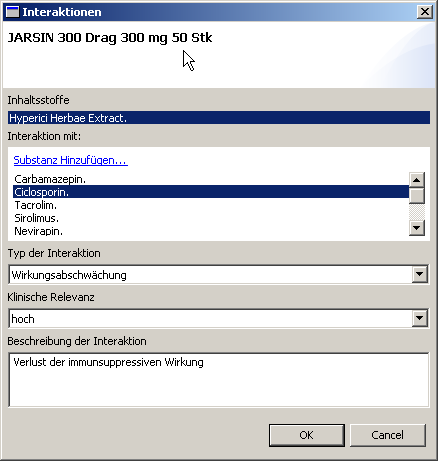 Interaktionen
JARSIN 300 Drag 300 mg 50 Stk
Inhaltsstoffe
Hyperici Herbae Extract.
Interaktion mit:
Substanz Hinzufügen...
Carbamazepin.
Ciclosporin.
Tacrolim.
Sirolimus.
Nevirapin.
Typ der Interaktion
Wirkungsabschwächung
Klinische Relevanz
hoch
Beschreibung der Interaktion
Verlust der immunsuppressiven Wirkung
OK Cancel